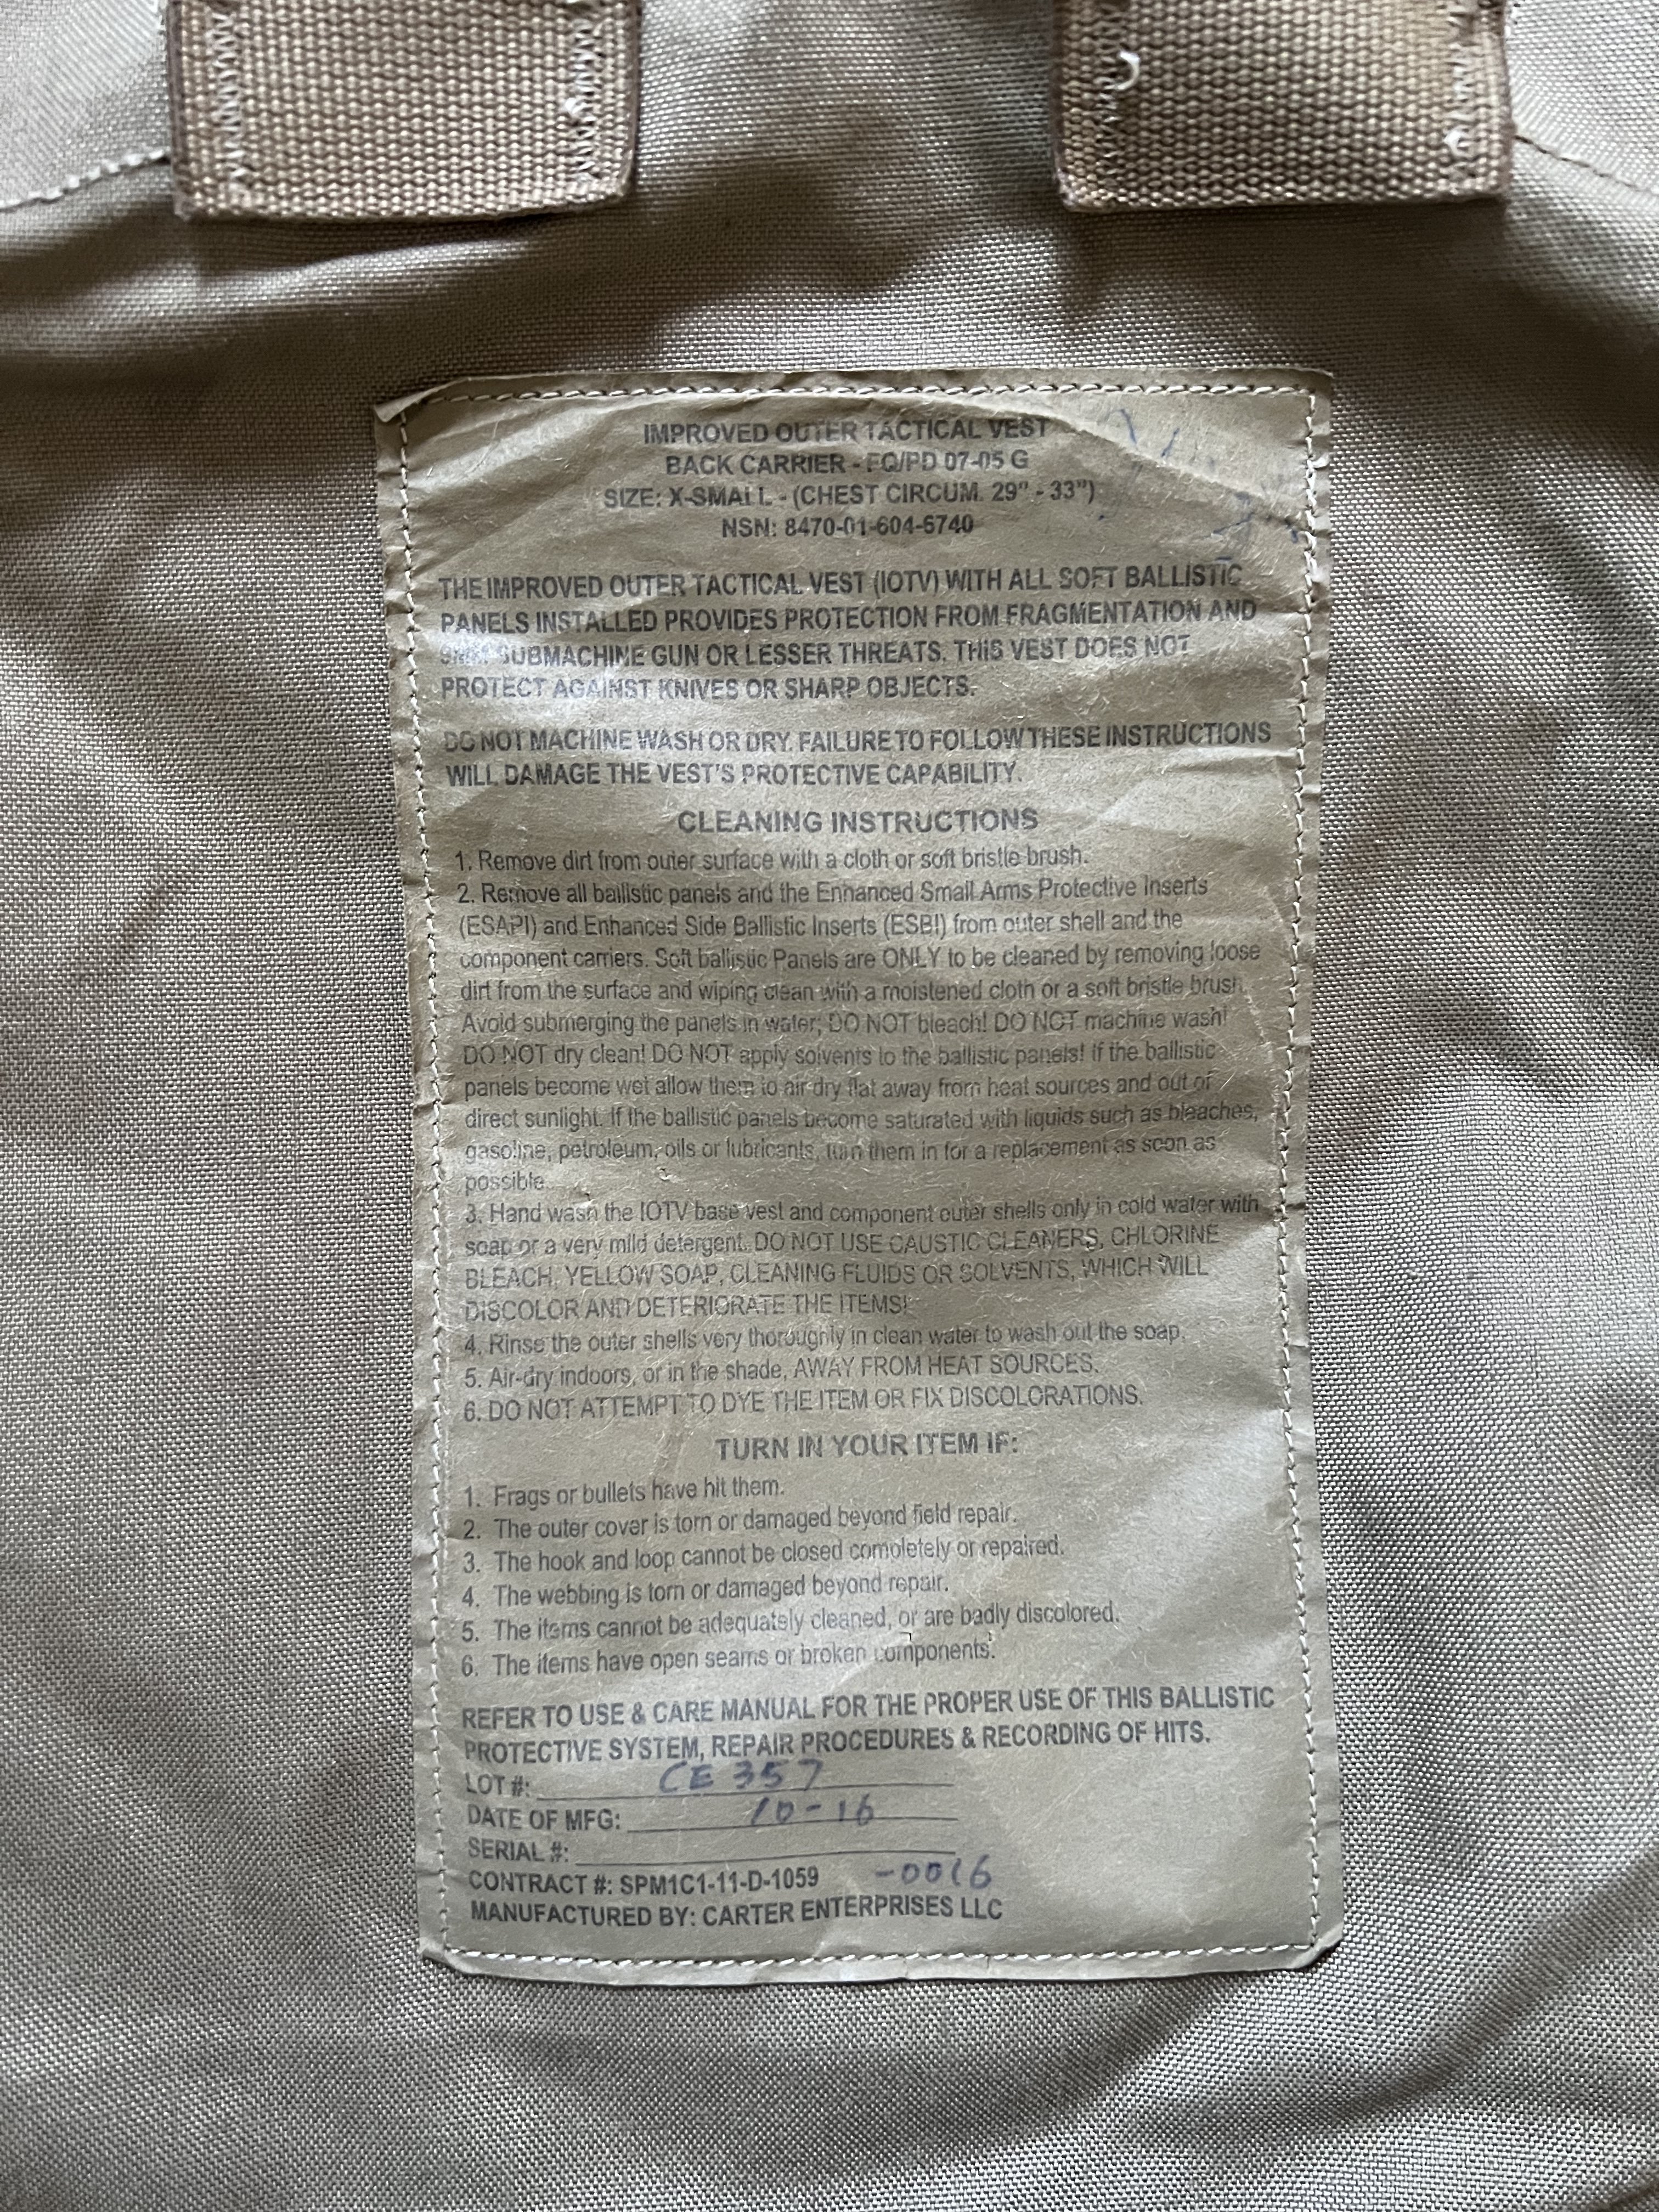 IMPROVED OUTER TACTICAL VEST
BACK CARRIER - FQ/PD 07-05 G
SIZE: X-SMALL - (CHEST CIRCUM. 29" - 33")
NSN: 8470-01-604-6740
THE IMPROVED OUTER TACTICAL VEST (IOTV) WITH ALL SOFT BALLISTIC
PANELS INSTALLED PROVIDES PROTECTION FROM FRAGMENTATION AND
9MM SUBMACHINE GUN OR LESSER THREATS. THIS VEST DOES NOT
PROTECT AGAINST KNIVES OR SHARP OBJECTS.
DO NOT MACHINE WASH OR DRY. FAILURE TO FOLLOW THESE INSTRUCTIONS
WILL DAMAGE THE VEST'S PROTECTIVE CAPABILITY.
CLEANING INSTRUCTIONS
1. Remove dirt from outer surface with a cloth or soft bristle brush.
2. Remove all ballistic panels and the Enhanced Small Arms Protective Inserts
(ESAPI) and Enhanced Side Ballistic Inserts (ESBI) from outer shell and the
component carriers. Soft ballistic Panels are ONLY to be cleaned by removing loose
dirt from the surface and wiping clean with a moistened cloth or a soft bristle brush.
Avoid submerging the panels in water; DO NOT bleach! DO NOT machine wash!
DO NOT dry clean! DO NOT apply solvents to the ballistic panels! If the ballistic
panels become wet allow them to air-dry flat away from heat sources and out of
direct sunlight. If the ballistic panels become saturated with liquids such as bleaches,
gasoline, petroleum, oils or lubricants, turn them in for a replacement as soon as
possible.
3. Hand wash the IOTV base vest and component outer shells only in cold water with
soap or a very mild detergent. DO NOT USE CAUSTIC CLEANERS, CHLORINE
BLEACH, YELLOW SOAP, CLEANING FLUIDS OR SOLVENTS, WHICH WILL
DISCOLOR AND DETERIORATE THE ITEMS!
4. Rinse the outer shells very thoroughly in clean water to wash out the soap.
5. Air-dry indoors, or in the shade, AWAY FROM HEAT SOURCES.
6. DO NOT ATTEMPT TO DYE THE ITEM OR FIX DISCOLORATIONS.
TURN IN YOUR ITEM IF:
1. Frags or bullets have hit them.
2. The outer cover is torn or damaged beyond field repair.
3. The hook and loop cannot be closed completely or repaired.
4. The webbing is torn or damaged beyond repair.
5. The items cannot be adequately cleaned, or are badly discolored.
6. The items have open seams or broken components.
REFER TO USE & CARE MANUAL FOR THE PROPER USE OF THIS BALLISTIC
PROTECTIVE SYSTEM, REPAIR PROCEDURES & RECORDING OF HITS.
LOT #: CE 357
DATE OF MFG: 10-16
SERIAL #:
CONTRACT #: SPM1C1-11-D-1059 -0016
MANUFACTURED BY: CARTER ENTERPRISES LLC